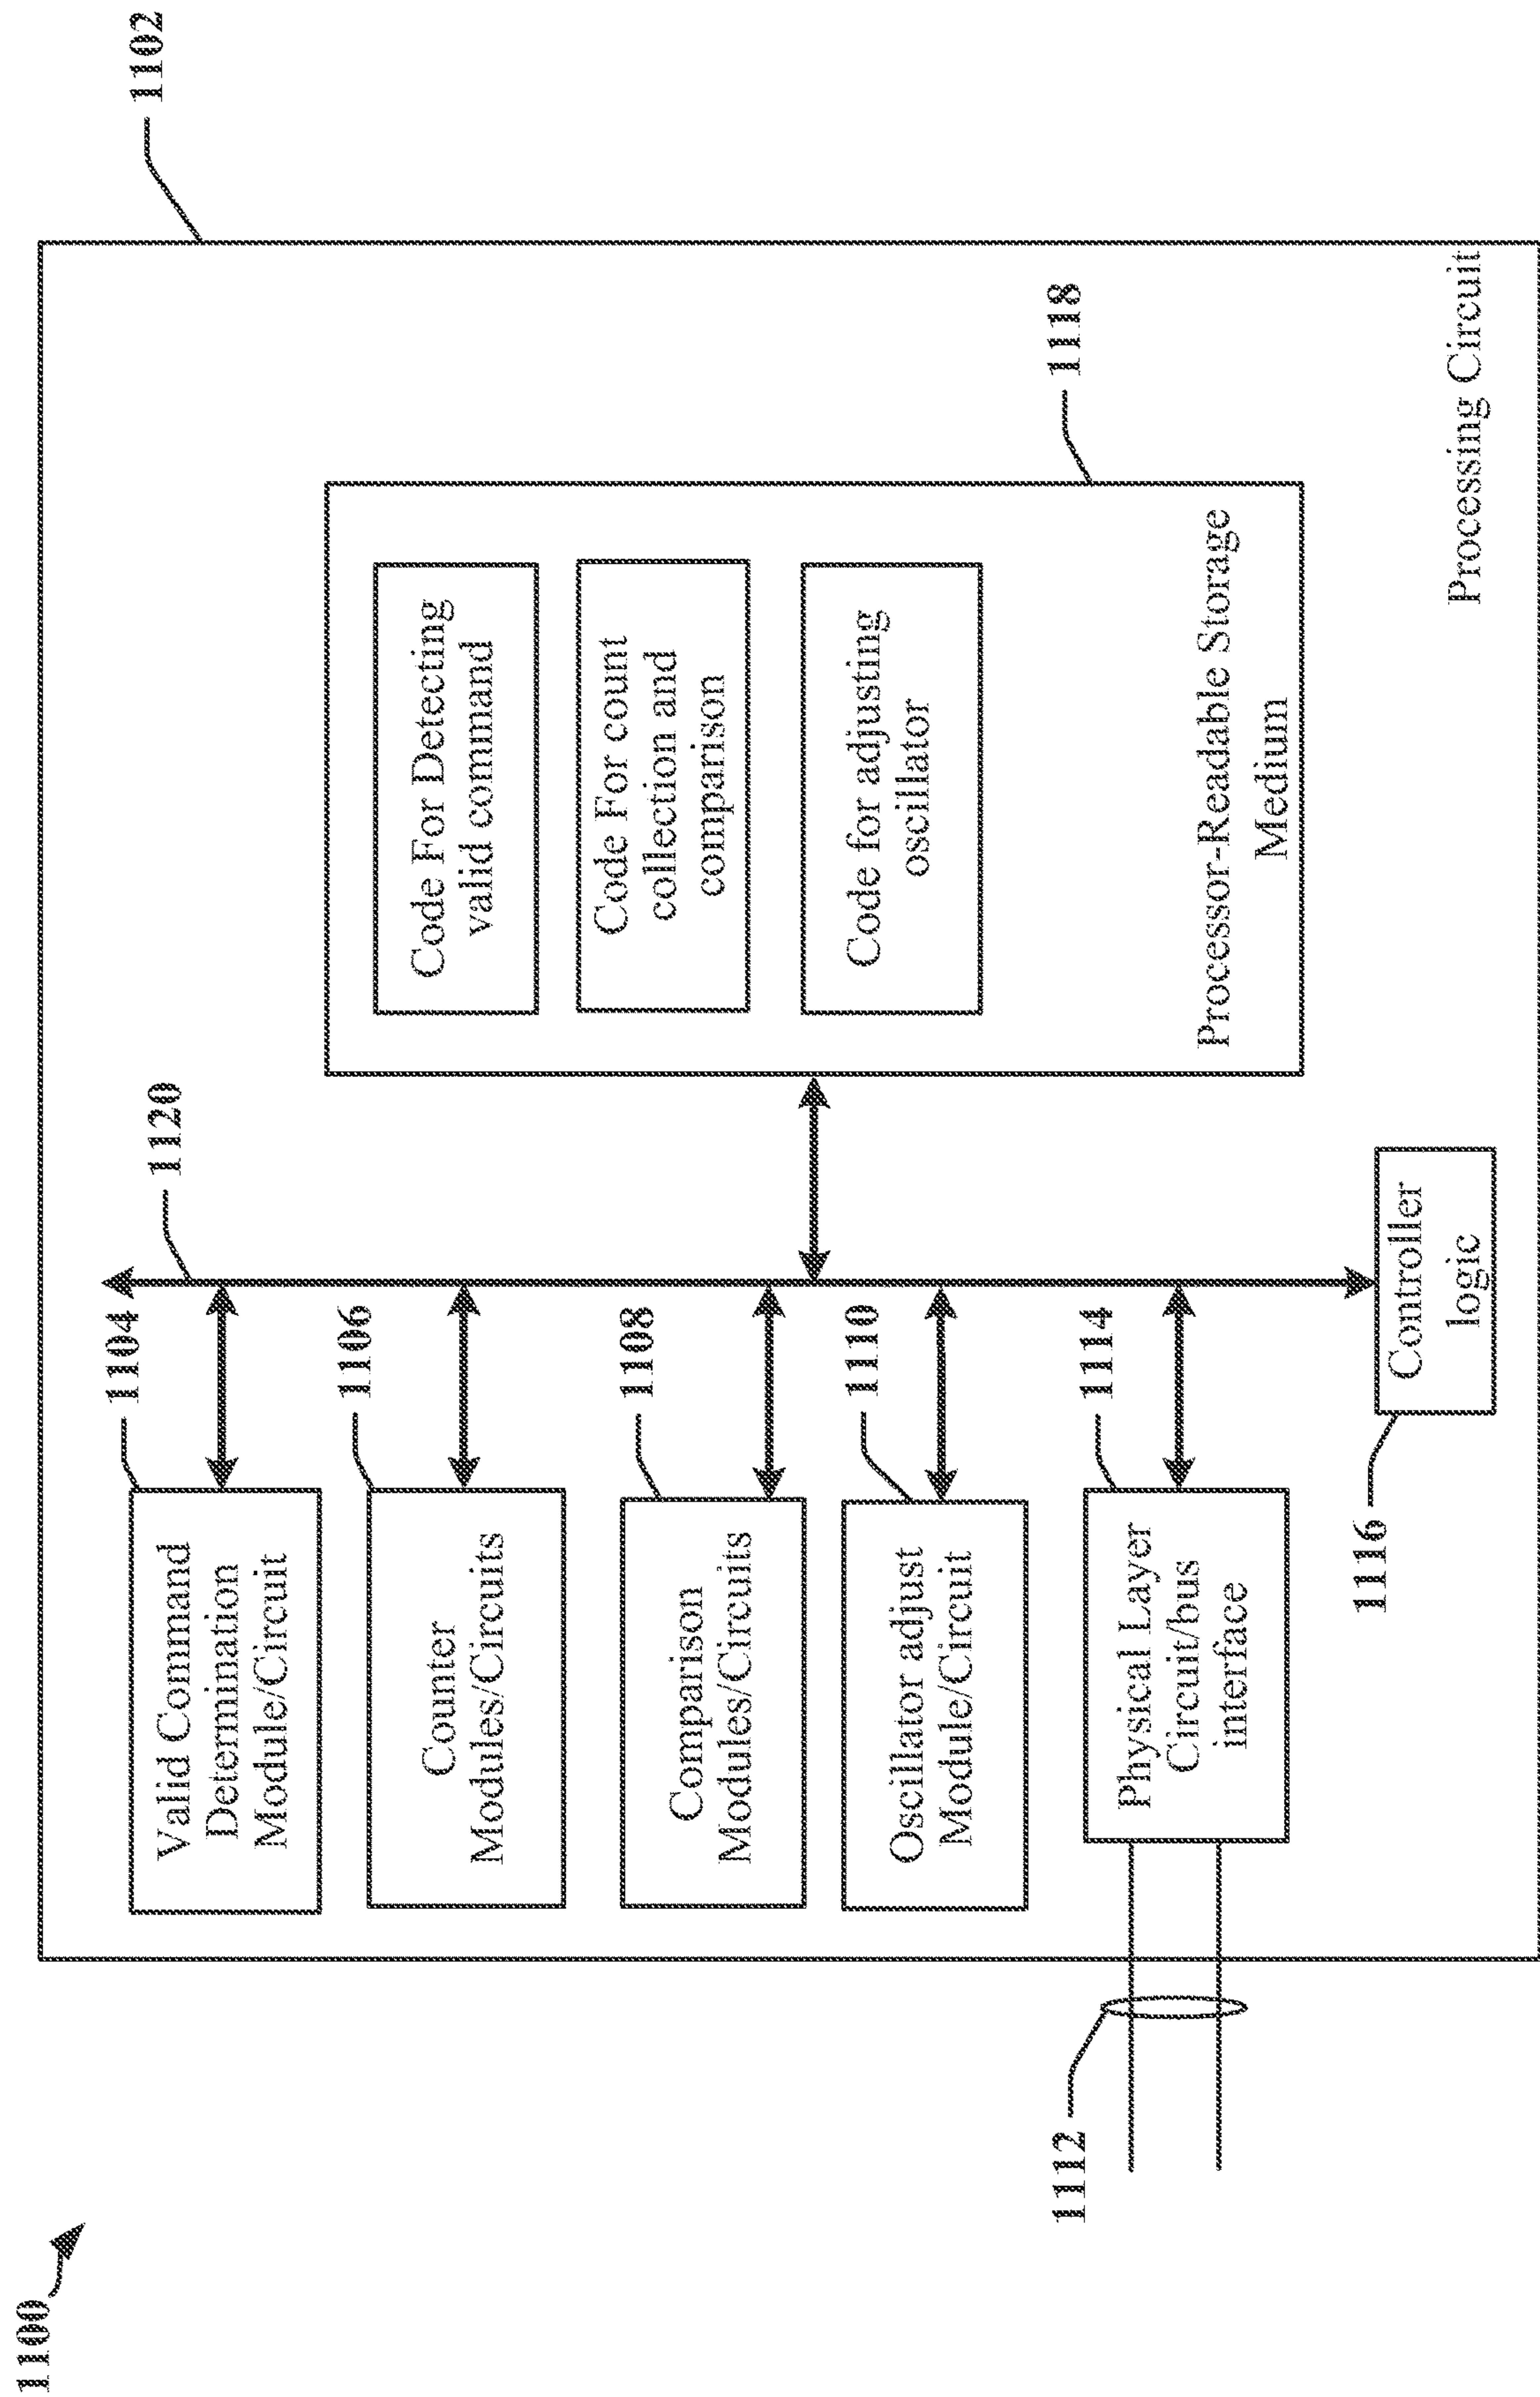 1100
1102
1104
Valid Command
Determination
Module/Circuit
1120
1106
Counter
Modules/Circuits
1108
Comparison
Modules/Circuits
1110
Oscillator adjust
Module/Circuit
1112
1114
Physical Layer
Circuit/bus
interface
1116
Controller
logic
1118
Code For Detecting
valid command
Code For count
collection and
comparison
Code for adjusting
oscillator
Processor-Readable Storage
Medium
Processing Circuit